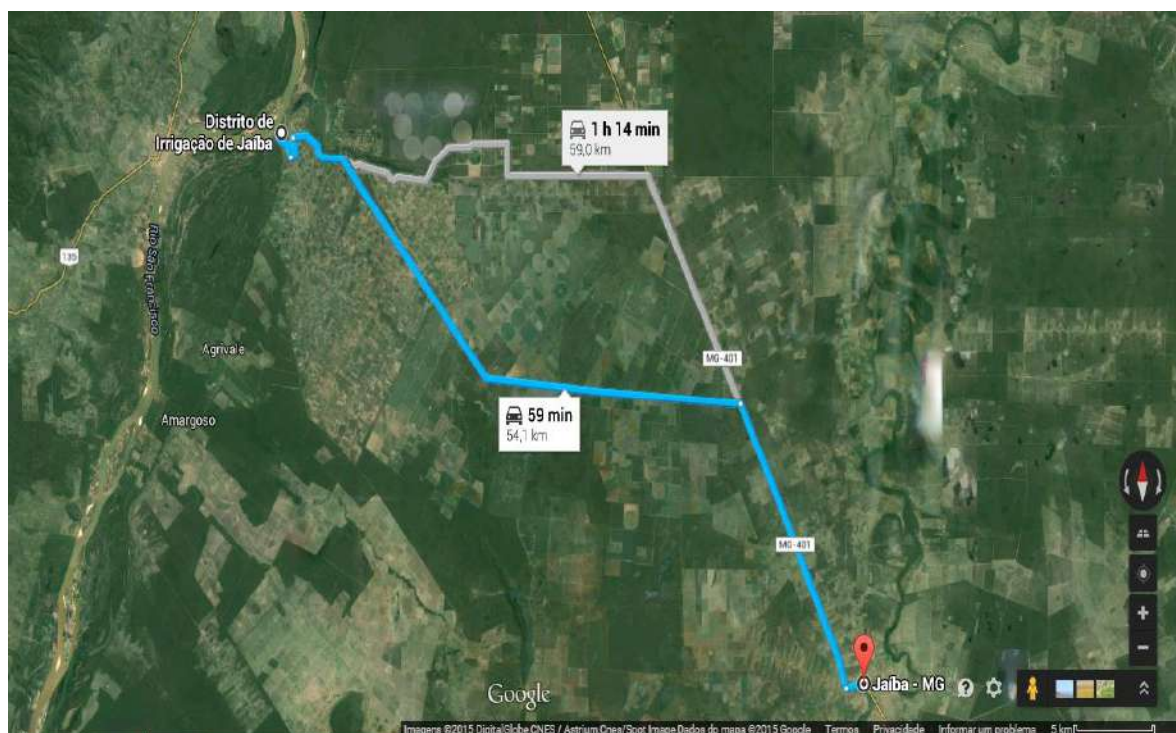 Distrito de
Irrigação de Jaíba
1 h 14 min
59,0 km
135
Rio São Francisco
Agrivale
MG-401
59 min
54,1 km
Amargoso
MG-401
Jaíba - MG
Google
Imagens ©2015 DigitalGlobe CNES / Astrium, Cnes/Spot Image Dados do mapa ©2015 Google Termos Privacidade Informar um problema 5 km